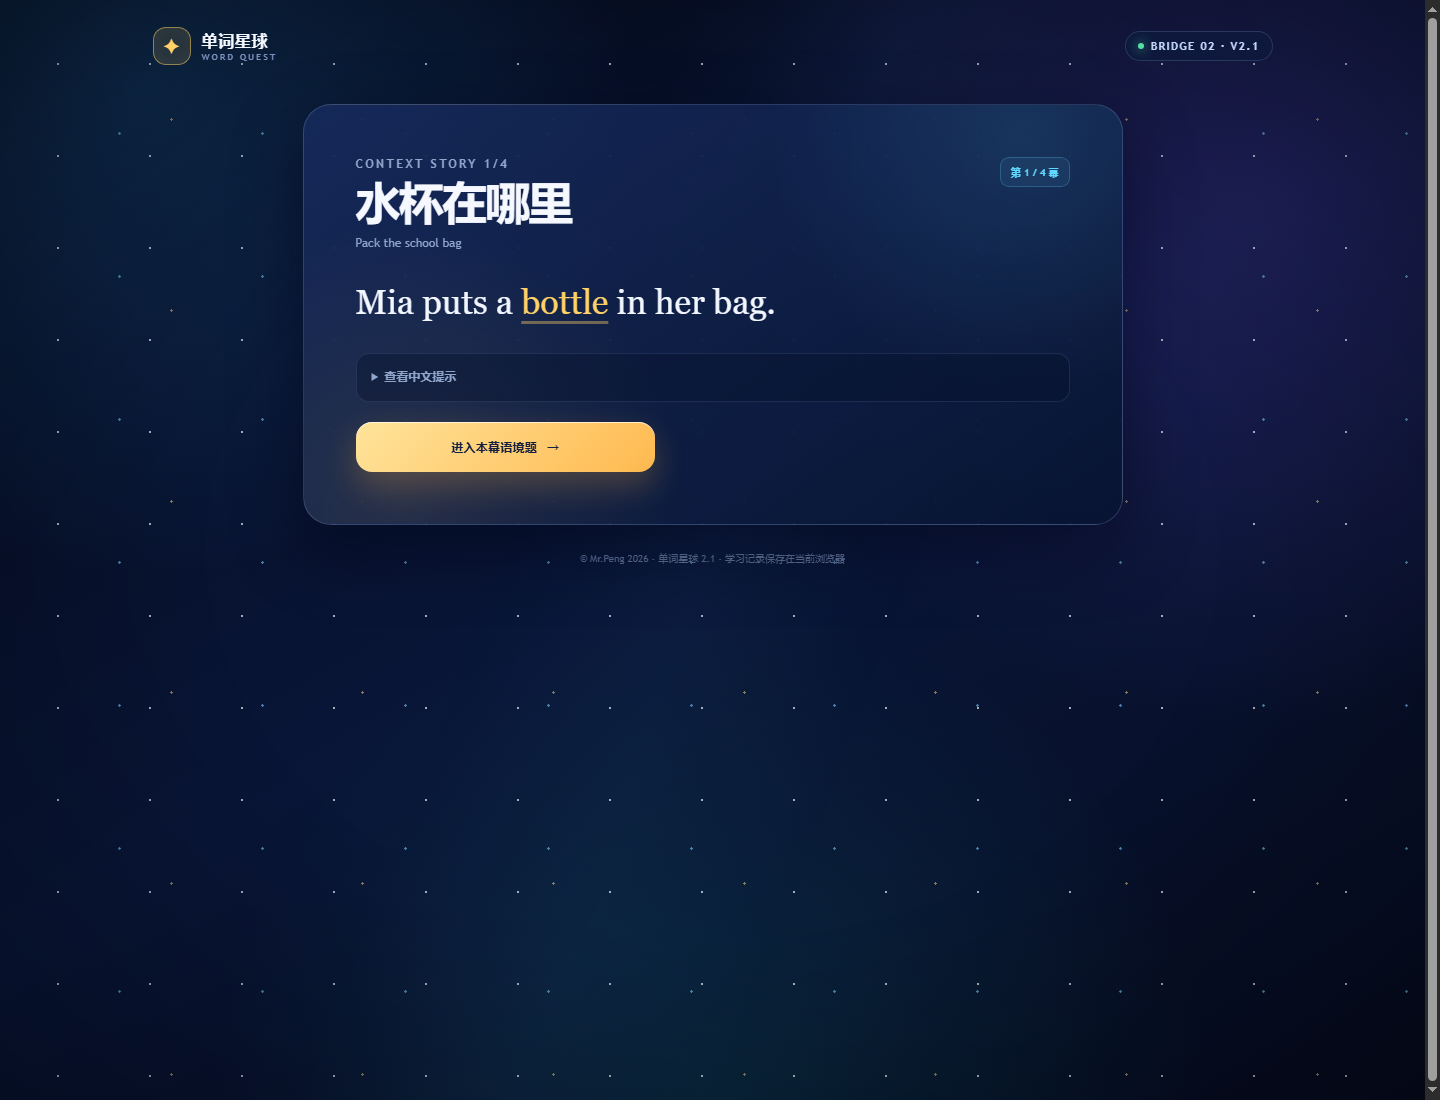 单词星球
WORD QUEST
BRIDGE 02 · V2.1
CONTEXT STORY 1/4
第 1 / 4 幕
水杯在哪里
Pack the school bag
Mia puts a bottle in her bag.
▶ 查看中文提示
进入本幕语境题 →
© Mr.Peng 2026 · 单词星球 2.1 · 学习记录保存在当前浏览器